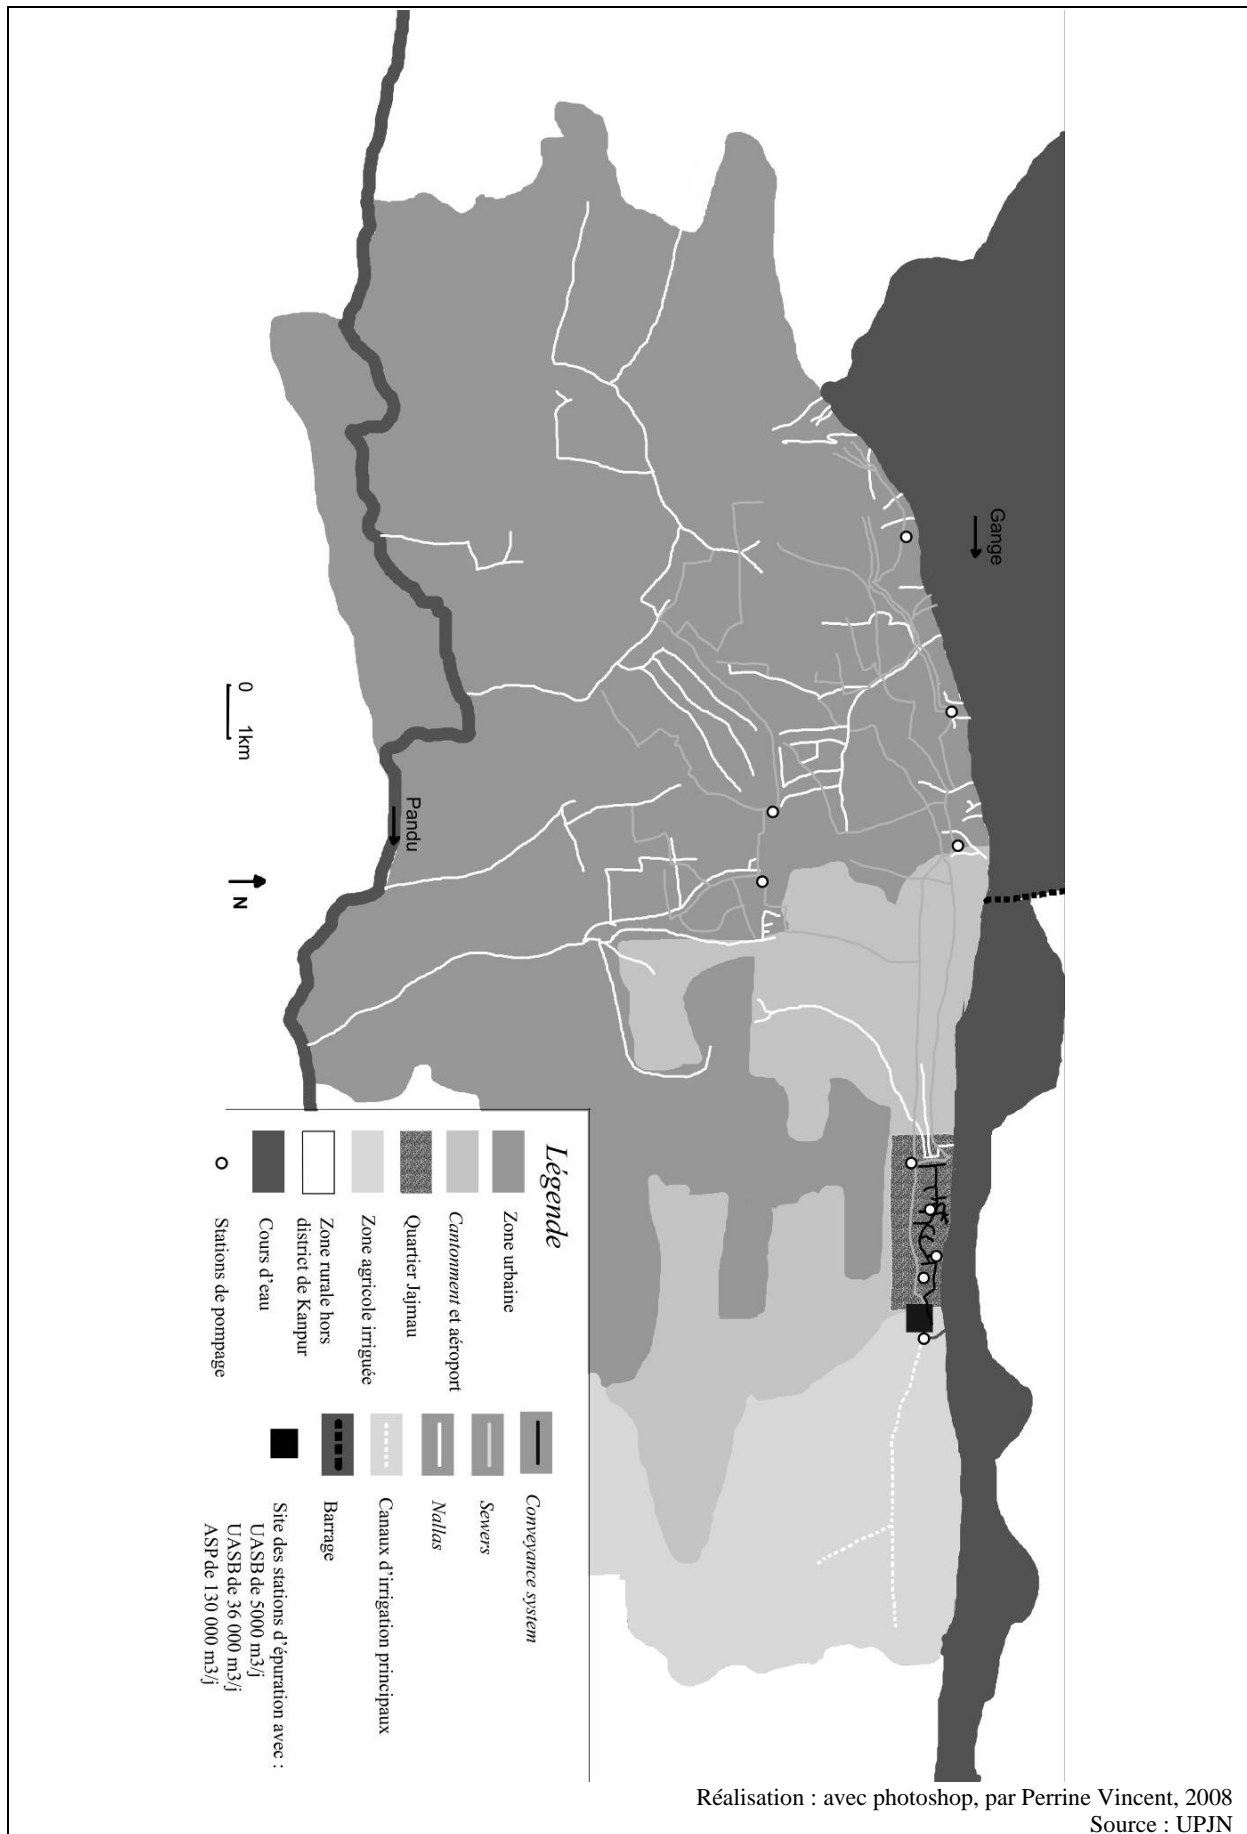 Gange
Pandu
0 1km
N
Légende
Zone urbaine
Cantonment et aéroport
Quartier Jajmau
Zone agricole irriguée
Zone rurale hors
district de Kanpur
Cours d'eau
Stations de pompage
Conveyance system
Sewers
Nallas
Canaux d'irrigation principaux
Barrage
Site des stations d'épuration avec :
UASB de 5000 m3/j
UASB de 36 000 m3/j
ASP de 130 000 m3/j
Réalisation : avec photoshop, par Perrine Vincent, 2008
Source : UPJN